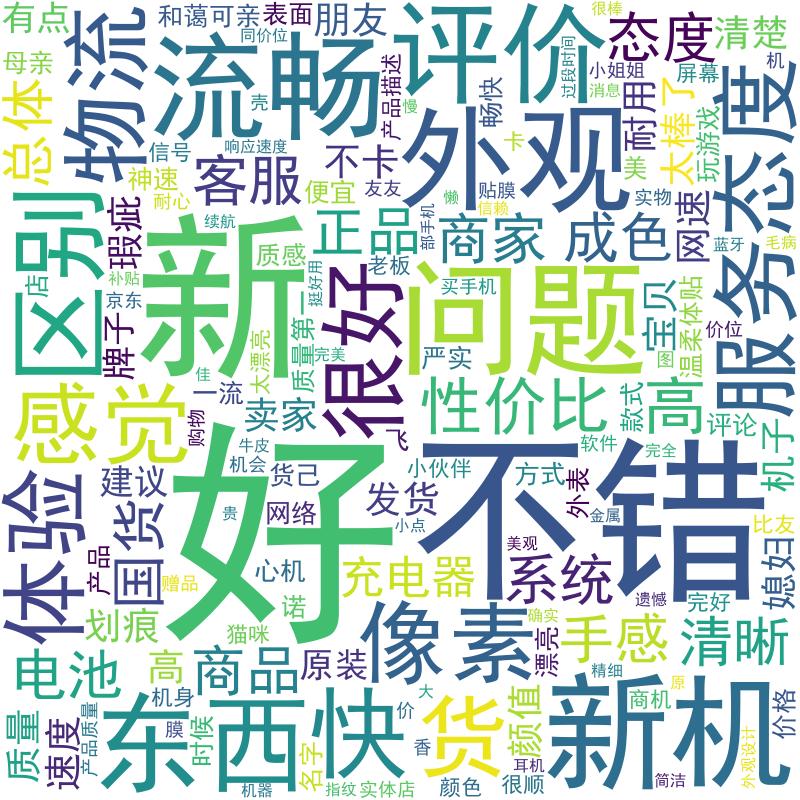 有点
和蔼可亲
表面
朋友
评价
很棒
态度
清楚
同价位
母亲
物流
流畅
产品描述
过段时间
小姐姐
屏幕
机
总体
壳
畅快
消息
慢
外观
耐用
太棒了
玩游戏
服务态度
信号
响应速度
不卡
卡
神速
客服
便宜
友友
贴膜
美
实物
耐心
懒
信赖
区别
瑕疵
续航
正品
都手机
商家
成色
网速
蓝牙
毛病
新
质感
老板
挺好用
店
补贴
京东
很好
问题
买手机
宝贝
温柔体贴
质量第一
牌子
太漂亮
完美
严实
图
价位
感觉
佳
一流
性价比
款式
高
购物
卖家
评论
好
不错
牛皮
机会
货己
小伙伴
方式
软件
完全
机子
体验
建议
国货
贵
网络
发货
小点
外表
金属
比友
产品
赠品
心机
充电器
美观
系统
媳妇
诺
遗憾
完好
划痕
猫咪
像素
确实
漂亮
手感
清晰
电池
高
商品
原装
精细
机身
大
原
质量
速度
产品质量
膜
东西
快
价
货
颜值
新机
商机
价格
时候
名字
香
耳机
外观设计
机器
指纹
实体店
颜色
很顺
简洁